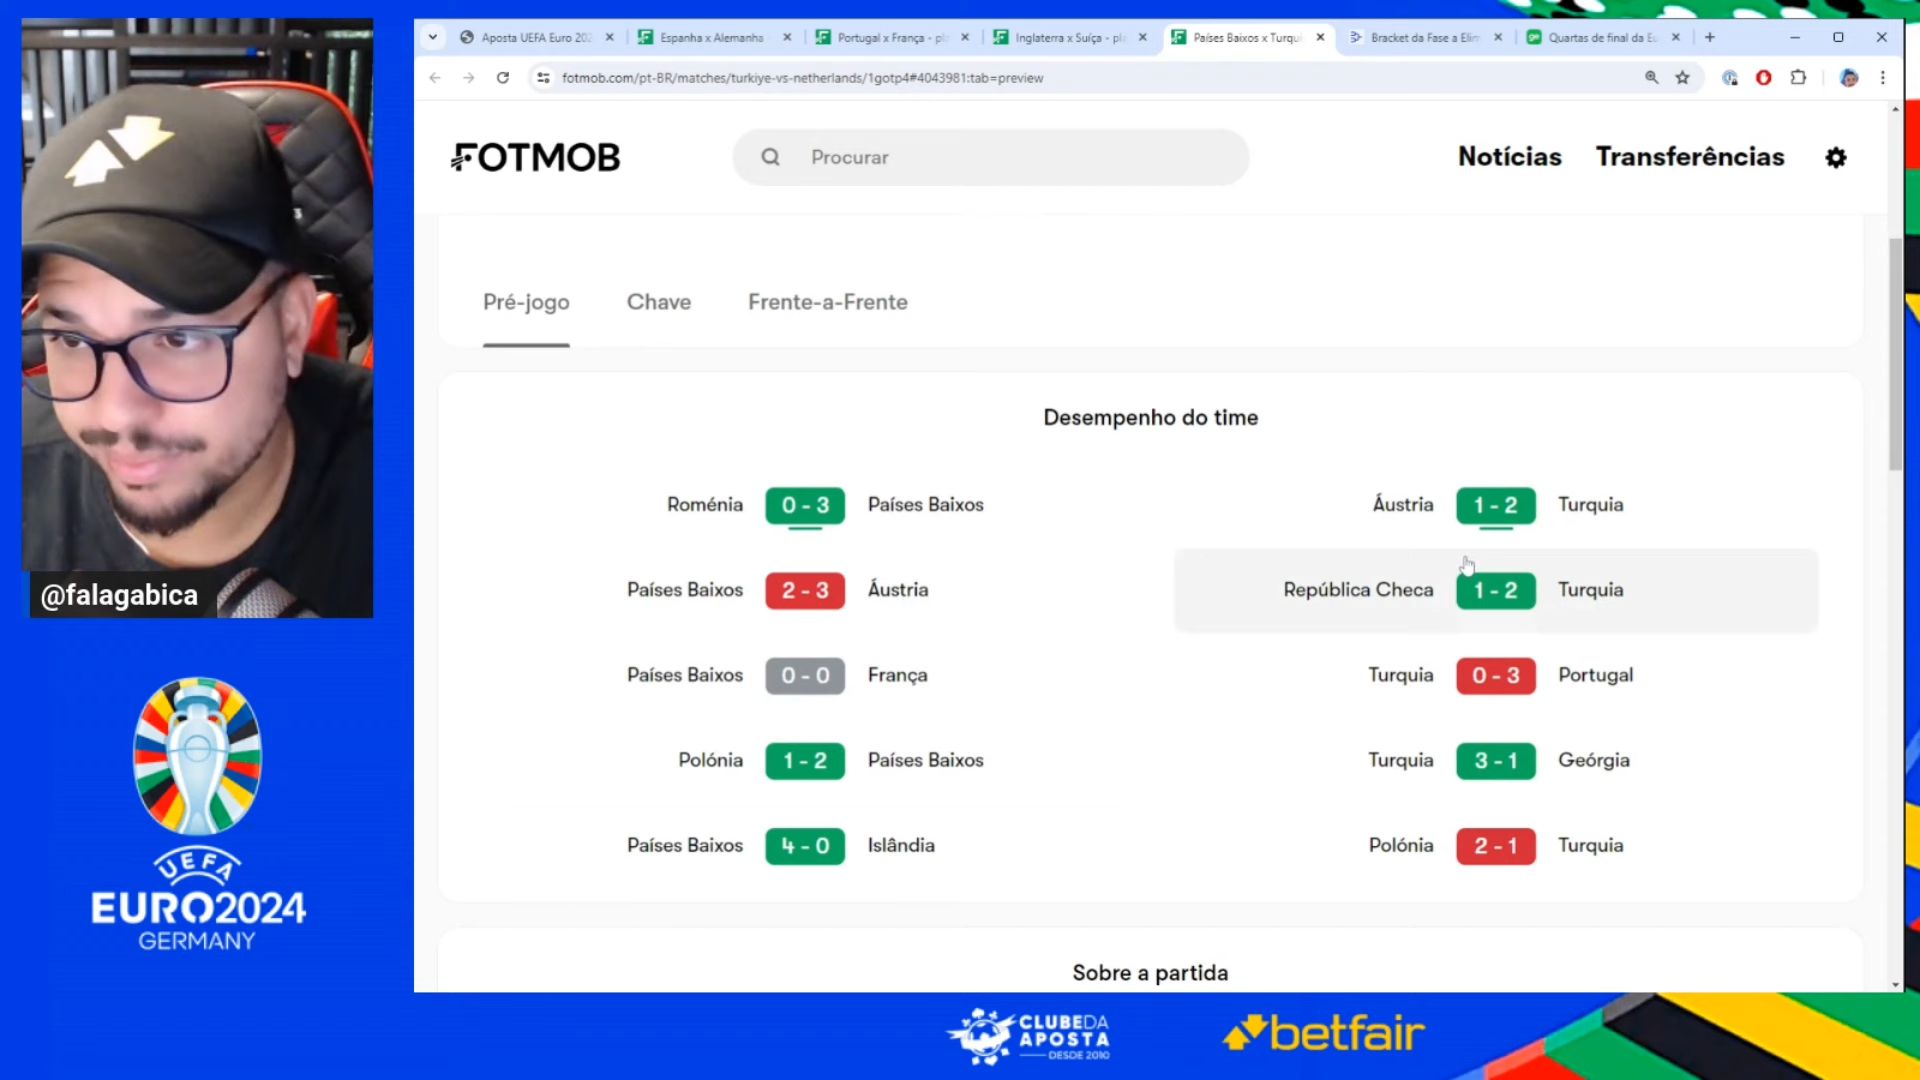 Aposta UEFA Euro 202
Espanha x Alemanha
Portugal x França - pl
Inglaterra x Suíça - pl
Países Baixos x Turqui
Bracket da Fase a Elim
Quartas de final da Eu
fotmob.com/pt-BR/matches/turkiye-vs-netherlands/1gotp4#4043981:tab=preview
FOTMOB
Procurar
Notícias
Transferências
Pré-jogo
Chave
Frente-a-Frente
Desempenho do time
Roménia 0 - 3 Países Baixos
Áustria 1 - 2 Turquia
Países Baixos 2 - 3 Áustria
República Checa 1 - 2 Turquia
Países Baixos 0 - 0 França
Turquia 0 - 3 Portugal
Polónia 1 - 2 Países Baixos
Turquia 3 - 1 Geórgia
Países Baixos 4 - 0 Islândia
Polónia 2 - 1 Turquia
Sobre a partida
@falagabica
UEFA
EURO2024
GERMANY
CLUBEDA
APOSTA
DESDE 2010
betfair